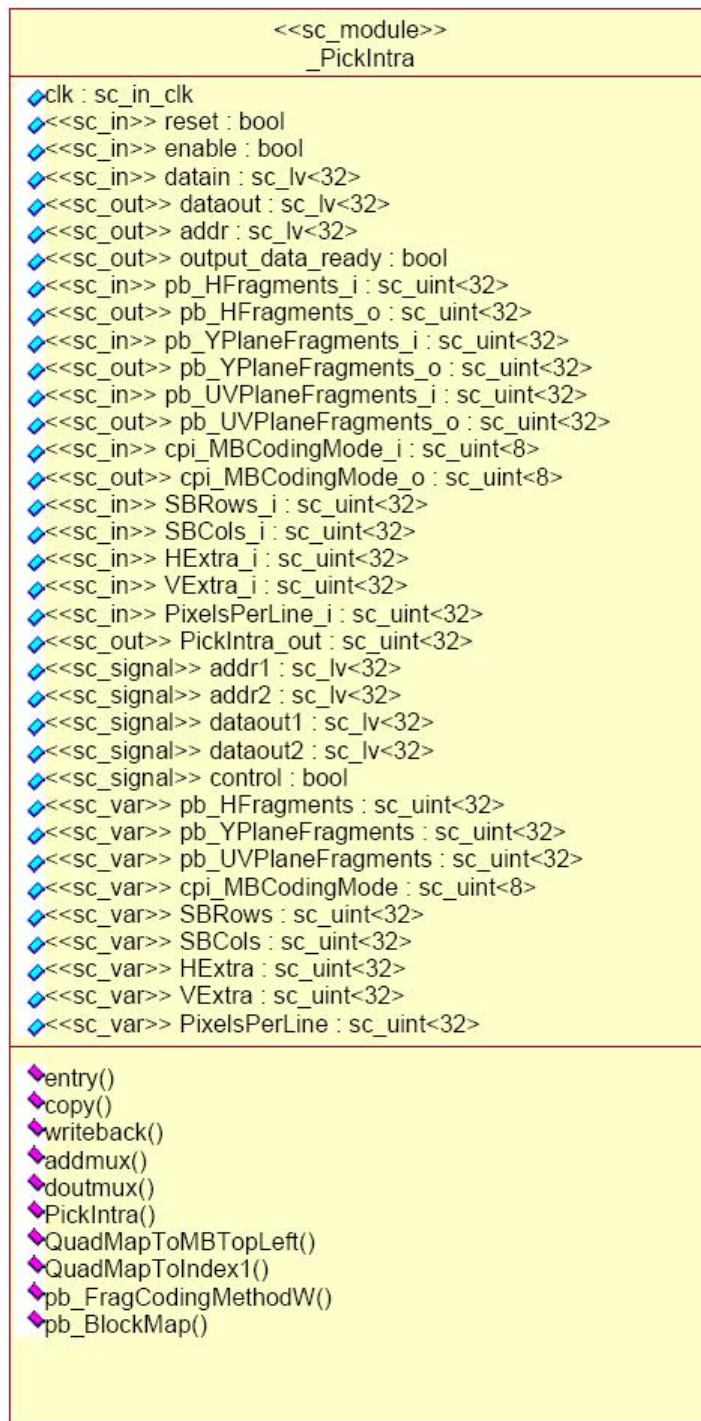 <<sc_module>>
_PickIntra
clk : sc_in_clk
<<sc_in>> reset : bool
<<sc_in>> enable : bool
<<sc_in>> datain : sc_lv<32>
<<sc_out>> dataout : sc_lv<32>
<<sc_out>> addr : sc_lv<32>
<<sc_out>> output_data_ready : bool
<<sc_in>> pb_HFragments_i : sc_uint<32>
<<sc_out>> pb_HFragments_o : sc_uint<32>
<<sc_in>> pb_YPlaneFragments_i : sc_uint<32>
<<sc_out>> pb_YPlaneFragments_o : sc_uint<32>
<<sc_in>> pb_UVPlaneFragments_i : sc_uint<32>
<<sc_out>> pb_UVPlaneFragments_o : sc_uint<32>
<<sc_in>> cpi_MBCodingMode_i : sc_uint<8>
<<sc_out>> cpi_MBCodingMode_o : sc_uint<8>
<<sc_in>> SBRows_i : sc_uint<32>
<<sc_in>> SBCols_i : sc_uint<32>
<<sc_in>> HExtra_i : sc_uint<32>
<<sc_in>> VExtra_i : sc_uint<32>
<<sc_in>> PixelsPerLine_i : sc_uint<32>
<<sc_out>> PickIntra_out : sc_uint<32>
<<sc_signal>> addr1 : sc_lv<32>
<<sc_signal>> addr2 : sc_lv<32>
<<sc_signal>> dataout1 : sc_lv<32>
<<sc_signal>> dataout2 : sc_lv<32>
<<sc_signal>> control : bool
<<sc_var>> pb_HFragments : sc_uint<32>
<<sc_var>> pb_YPlaneFragments : sc_uint<32>
<<sc_var>> pb_UVPlaneFragments : sc_uint<32>
<<sc_var>> cpi_MBCodingMode : sc_uint<8>
<<sc_var>> SBRows : sc_uint<32>
<<sc_var>> SBCols : sc_uint<32>
<<sc_var>> HExtra : sc_uint<32>
<<sc_var>> VExtra : sc_uint<32>
<<sc_var>> PixelsPerLine : sc_uint<32>
entry()
copy()
writeback()
addmux()
doutmux()
PickIntra()
QuadMapToMBTopLeft()
QuadMapToIndex1()
pb_FragCodingMethodW()
pb_BlockMap()